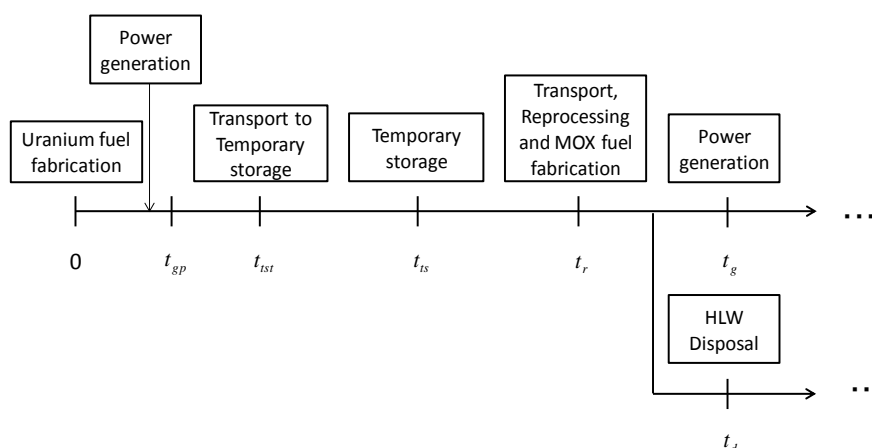 Power
generation
Uranium fuel
fabrication
Transport to
Temporary
storage
Temporary
storage
Transport,
Reprocessing
and MOX fuel
fabrication
Power
generation
0
t_gp
t_tst
t_ts
t_r
t_g
...
HLW
Disposal
t_d
...